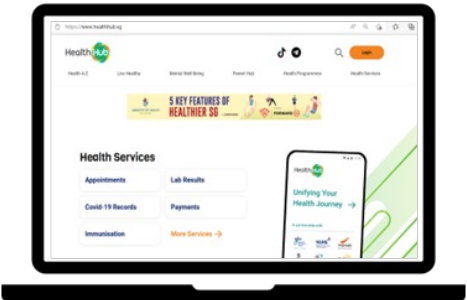 https://www.healthhub.sg
HealthHub
Login
Health A-Z
Live Healthy
Mental Well-Being
Parent Hub
Health Programmes
Health Services
5 KEY FEATURES OF
HEALTHIER SG
Health Services
Appointments
Lab Results
Covid-19 Records
Payments
Immunisation
More Services →
HealthHub
Unifying Your
Health Journey →